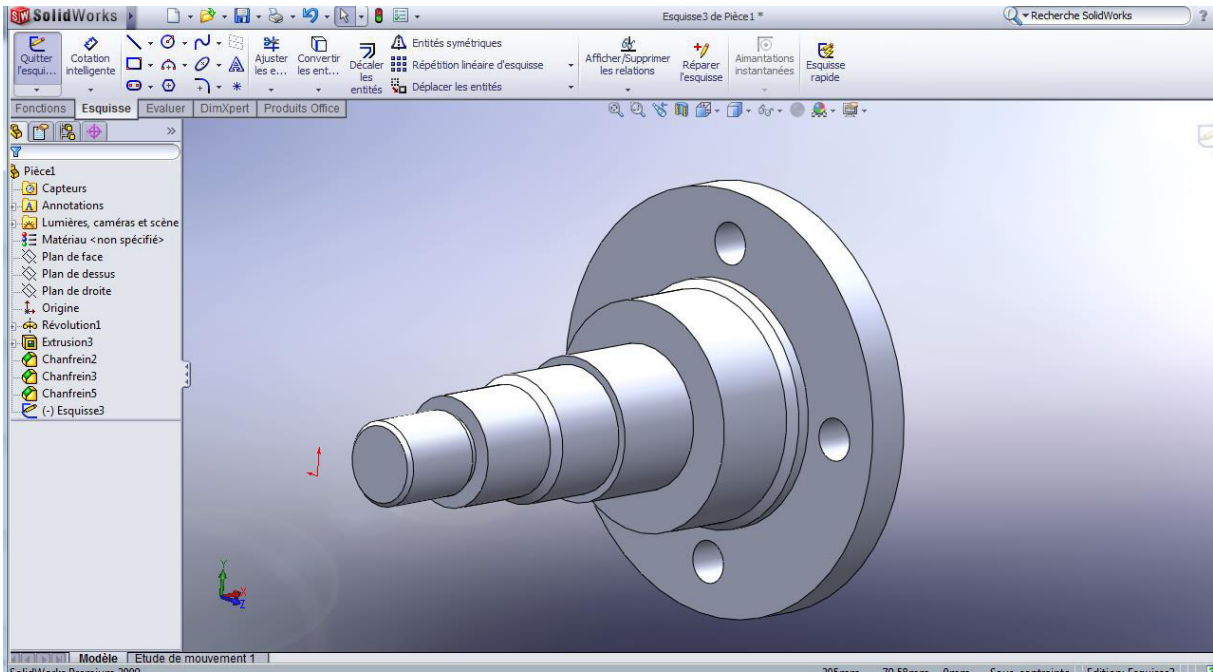 SolidWorks
Esquisse3 de Pièce1 *
Recherche SolidWorks
?
Quitter l'esqui...
Cotation intelligente
Ajuster les e...
Convertir les ent...
Décaler les entités
Entités symétriques
Répétition linéaire d'esquisse
Déplacer les entités
Afficher/Supprimer les relations
Réparer l'esquisse
Aimantations instantanées
Esquisse rapide
Fonctions Esquisse Evaluer DimXpert Produits Office
Pièce1
Capteurs
Annotations
Lumières, caméras et scène
Matériau <non spécifié>
Plan de face
Plan de dessus
Plan de droite
Origine
Révolution1
Extrusion3
Chanfrein2
Chanfrein3
Chanfrein5
(-) Esquisse3
Y
X
Z
Modèle Etude de mouvement 1
SolidWorks Premium 2009 205mm 70.58mm 0mm Sous-contrainte Edition: Esquisse3